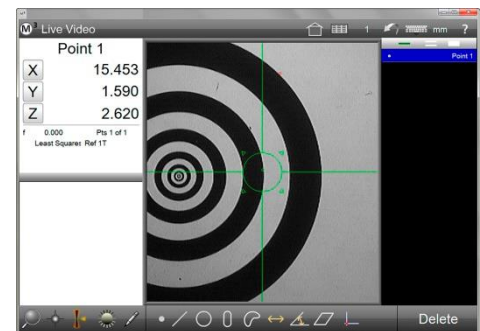 M³ Live Video
1
mm
?
Point 1
X 15.453
Y 1.590
Z 2.620
f 0.000 Pts 1 of 1
Least Squares Ref 1T
Point 1
Delete